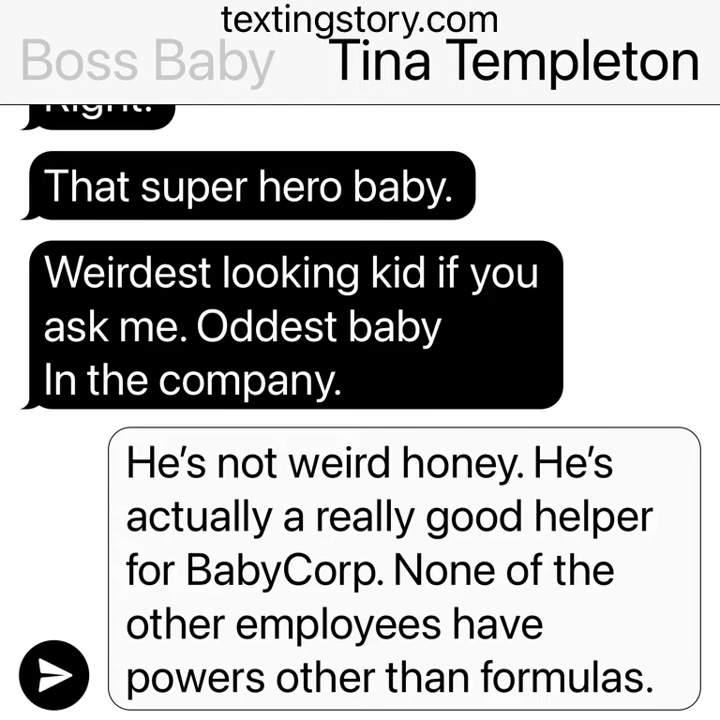 textingstory.com
Boss Baby Tina Templeton
Right!
That super hero baby.
Weirdest looking kid if you
ask me. Oddest baby
In the company.
He’s not weird honey. He’s
actually a really good helper
for BabyCorp. None of the
other employees have
powers other than formulas.